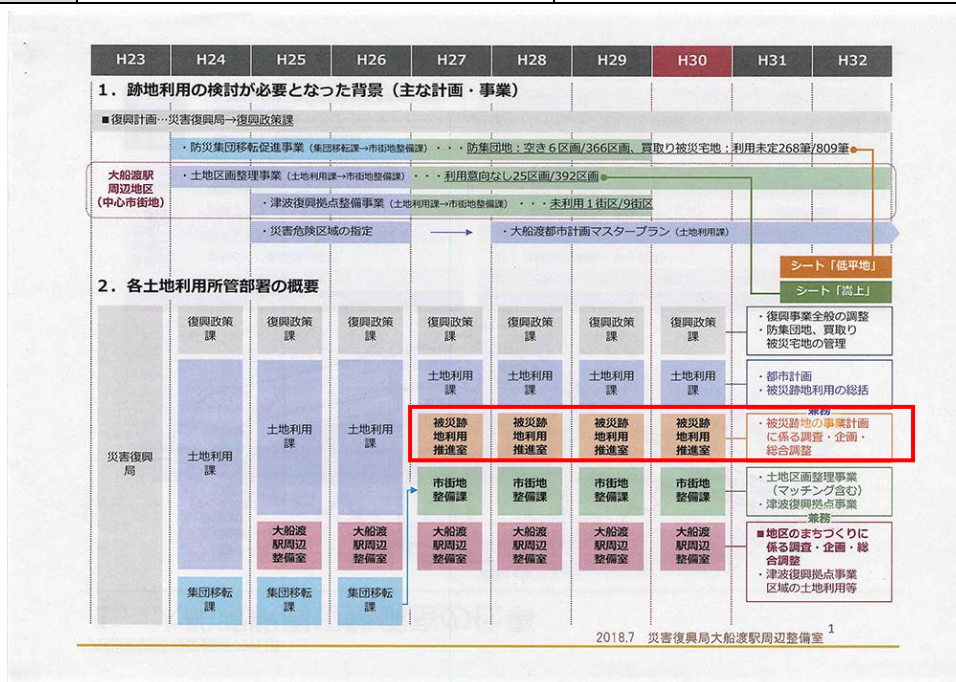 H23 H24 H25 H26 H27 H28 H29 H30 H31 H32
1．跡地利用の検討が必要となった背景（主な計画・事業）
■復興計画…災害復興局→復興政策課
・防災集団移転促進事業（集団移転課→市街地整備課）・・・防集団地：空き６区画/366区画、買取り被災宅地：利用未定268筆/809筆
大船渡駅
周辺地区
（中心市街地）
・土地区画整理事業（土地利用課→市街地整備課）・・・利用意向なし25区画/392区画
・津波復興拠点整備事業（土地利用課→市街地整備課）・・・未利用１街区/9街区
・災害危険区域の指定
・大船渡都市計画マスタープラン（土地利用課）
シート「低平地」
シート「嵩上」
2．各土地利用所管部署の概要
災害復興
局
復興政策
課
復興政策
課
復興政策
課
復興政策
課
復興政策
課
復興政策
課
復興政策
課
・復興事業全般の調整
・防集団地、買取り
被災宅地の管理
土地利用
課
土地利用
課
土地利用
課
土地利用
課
土地利用
課
土地利用
課
土地利用
課
・都市計画
・被災跡地利用の総括
兼務
被災跡
地利用
推進室
被災跡
地利用
推進室
被災跡
地利用
推進室
被災跡
地利用
推進室
・被災跡地の事業計画
に係る調査・企画・
総合調整
市街地
整備課
市街地
整備課
市街地
整備課
市街地
整備課
・土地区画整理事業
（マッチング含む）
・津波復興拠点事業
兼務
大船渡
駅周辺
整備室
大船渡
駅周辺
整備室
大船渡
駅周辺
整備室
大船渡
駅周辺
整備室
大船渡
駅周辺
整備室
大船渡
駅周辺
整備室
■地区のまちづくりに
係る調査・企画・総
合調整
・津波復興拠点事業
区域の土地利用等
集団移転
課
集団移転
課
集団移転
課
2018.7 災害復興局大船渡駅周辺整備室
1